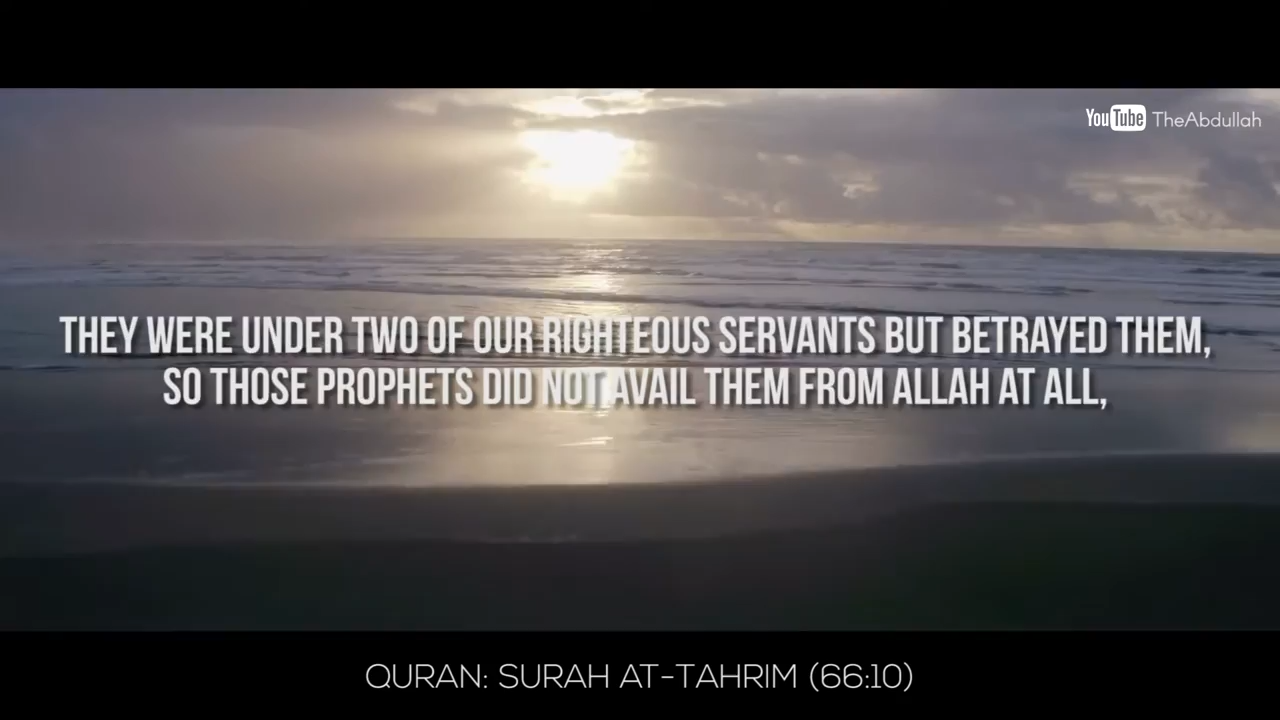 YouTube TheAbdullah
THEY WERE UNDER TWO OF OUR RIGHTEOUS SERVANTS BUT BETRAYED THEM,
SO THOSE PROPHETS DID NOT AVAIL THEM FROM ALLAH AT ALL,
QURAN: SURAH AT-TAHRIM (66:10)